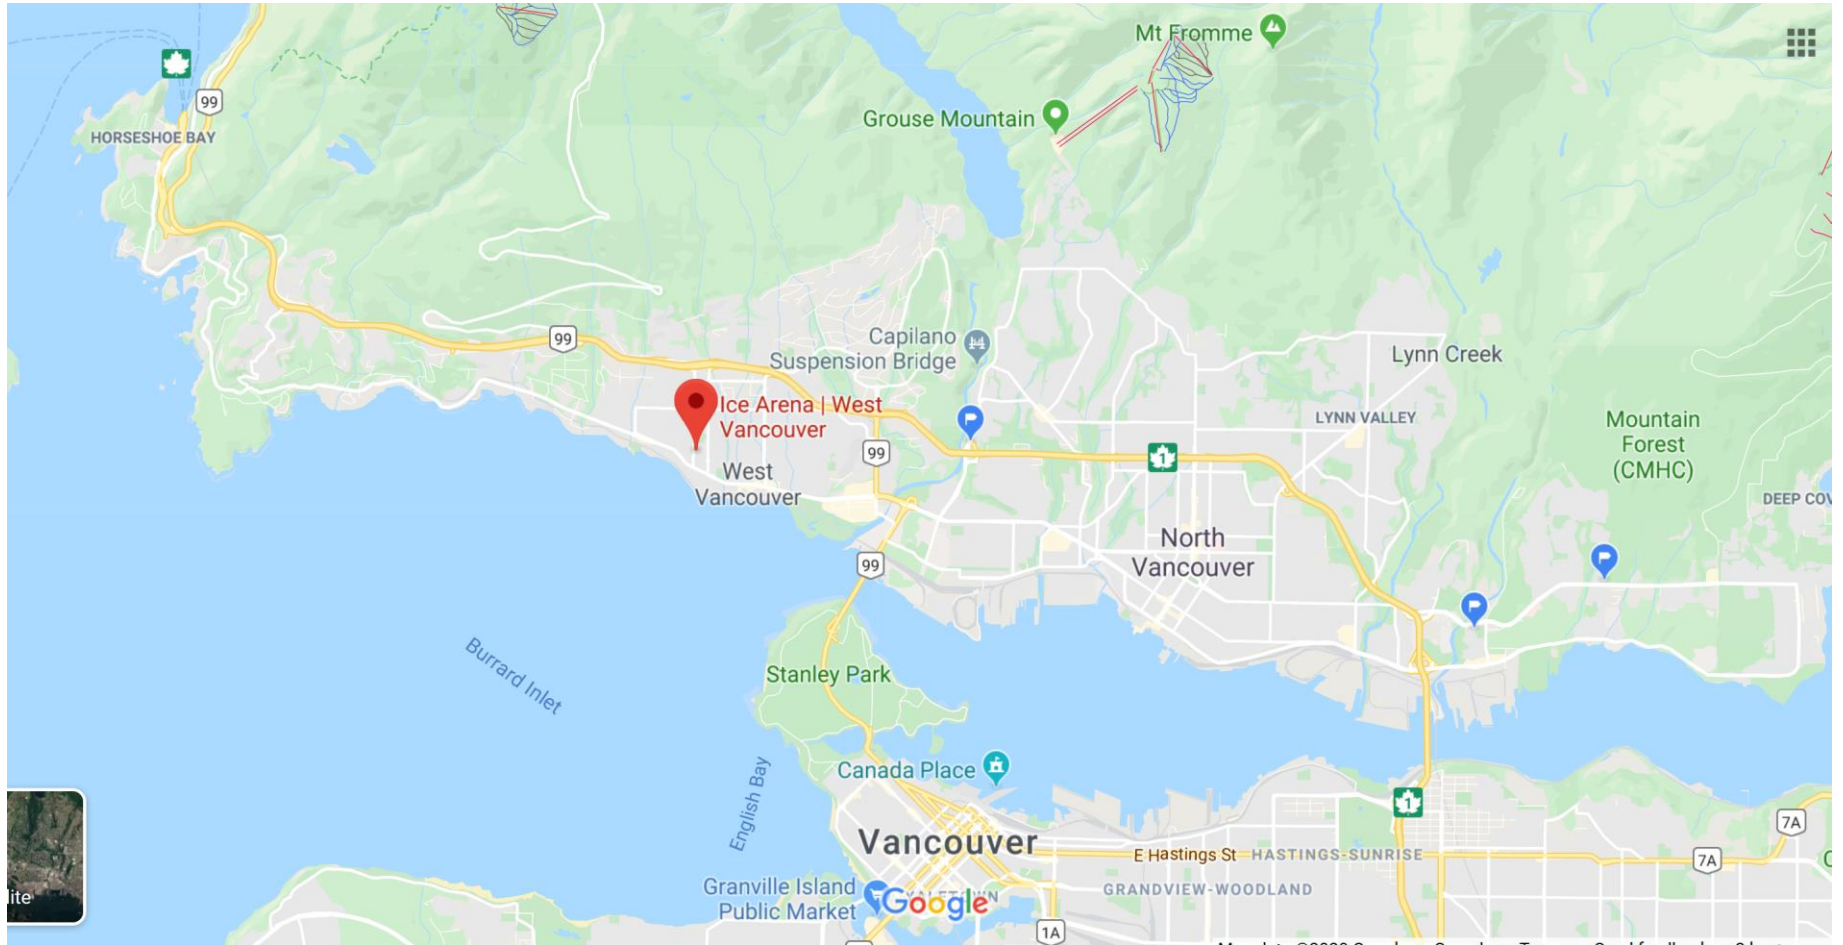 Mt Fromme
99
Grouse Mountain
HORSESHOE BAY
99
Capilano
Suspension Bridge
Lynn Creek
Ice Arena | West
Vancouver
LYNN VALLEY
Mountain
Forest
(CMHC)
99
1
West
Vancouver
DEEP COV
North
Vancouver
99
Burrard Inlet
Stanley Park
Canada Place
English Bay
1
7A
Vancouver
E Hastings St
HASTINGS-SUNRISE
7A
Granville Island
Public Market
GRANDVIEW-WOODLAND
lite
Google
1A